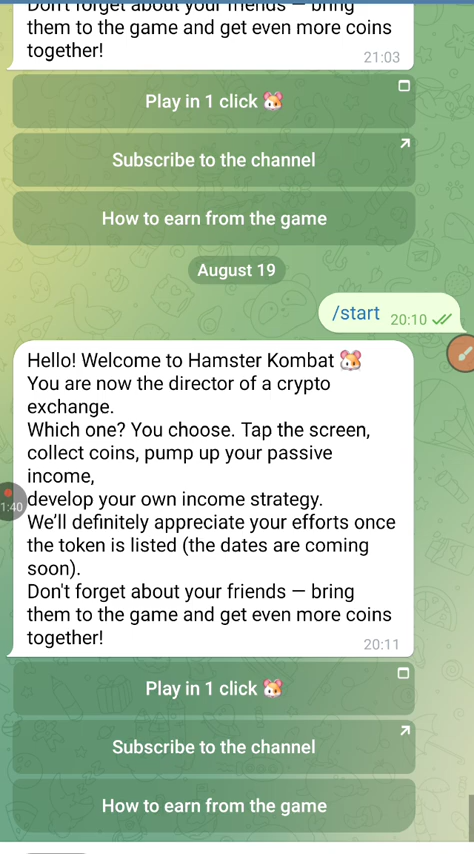 Don't forget about your friends — bring
them to the game and get even more coins
together!
21:03
Play in 1 click 🐹
Subscribe to the channel
How to earn from the game
August 19
/start 20:10
Hello! Welcome to Hamster Kombat 🐹
You are now the director of a crypto
exchange.
Which one? You choose. Tap the screen,
collect coins, pump up your passive
income,
1:40
develop your own income strategy.
We’ll definitely appreciate your efforts once
the token is listed (the dates are coming
soon).
Don't forget about your friends — bring
them to the game and get even more coins
together!
20:11
Play in 1 click 🐹
Subscribe to the channel
How to earn from the game